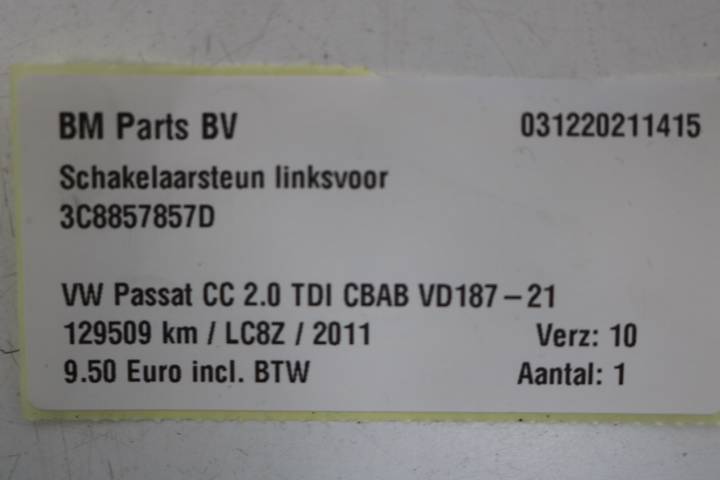 BM Parts BV 031220211415
Schakelaarsteun linksvoor
3C8857857D
VW Passat CC 2.0 TDI CBAB VD187-21
129509 km / LC8Z / 2011 Verz: 10
9.50 Euro incl. BTW Aantal: 1